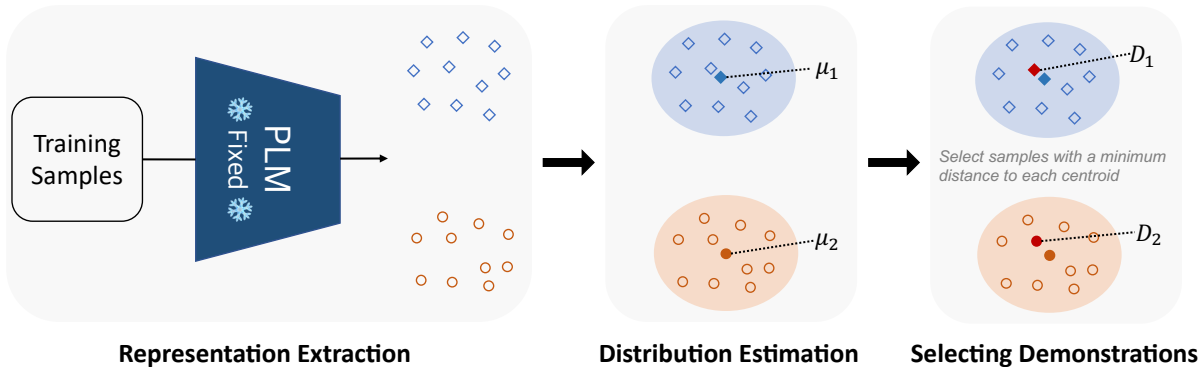 Training
Samples
PLM
Fixed
μ₁
μ₂
D₁
Select samples with a minimum
distance to each centroid
D₂
Representation Extraction
Distribution Estimation
Selecting Demonstrations